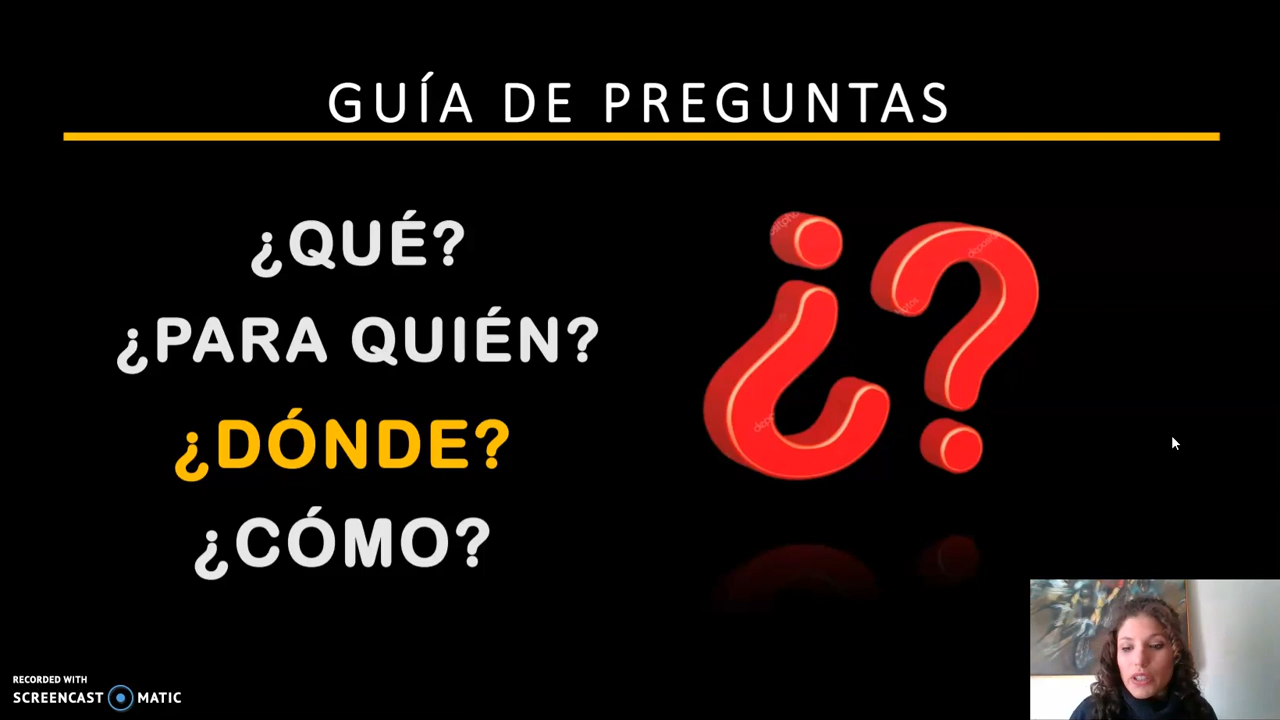 GUÍA DE PREGUNTAS
¿QUÉ?
¿PARA QUIÉN?
¿DÓNDE?
¿CÓMO?
¿?
RECORDED WITH
SCREENCAST MATIC